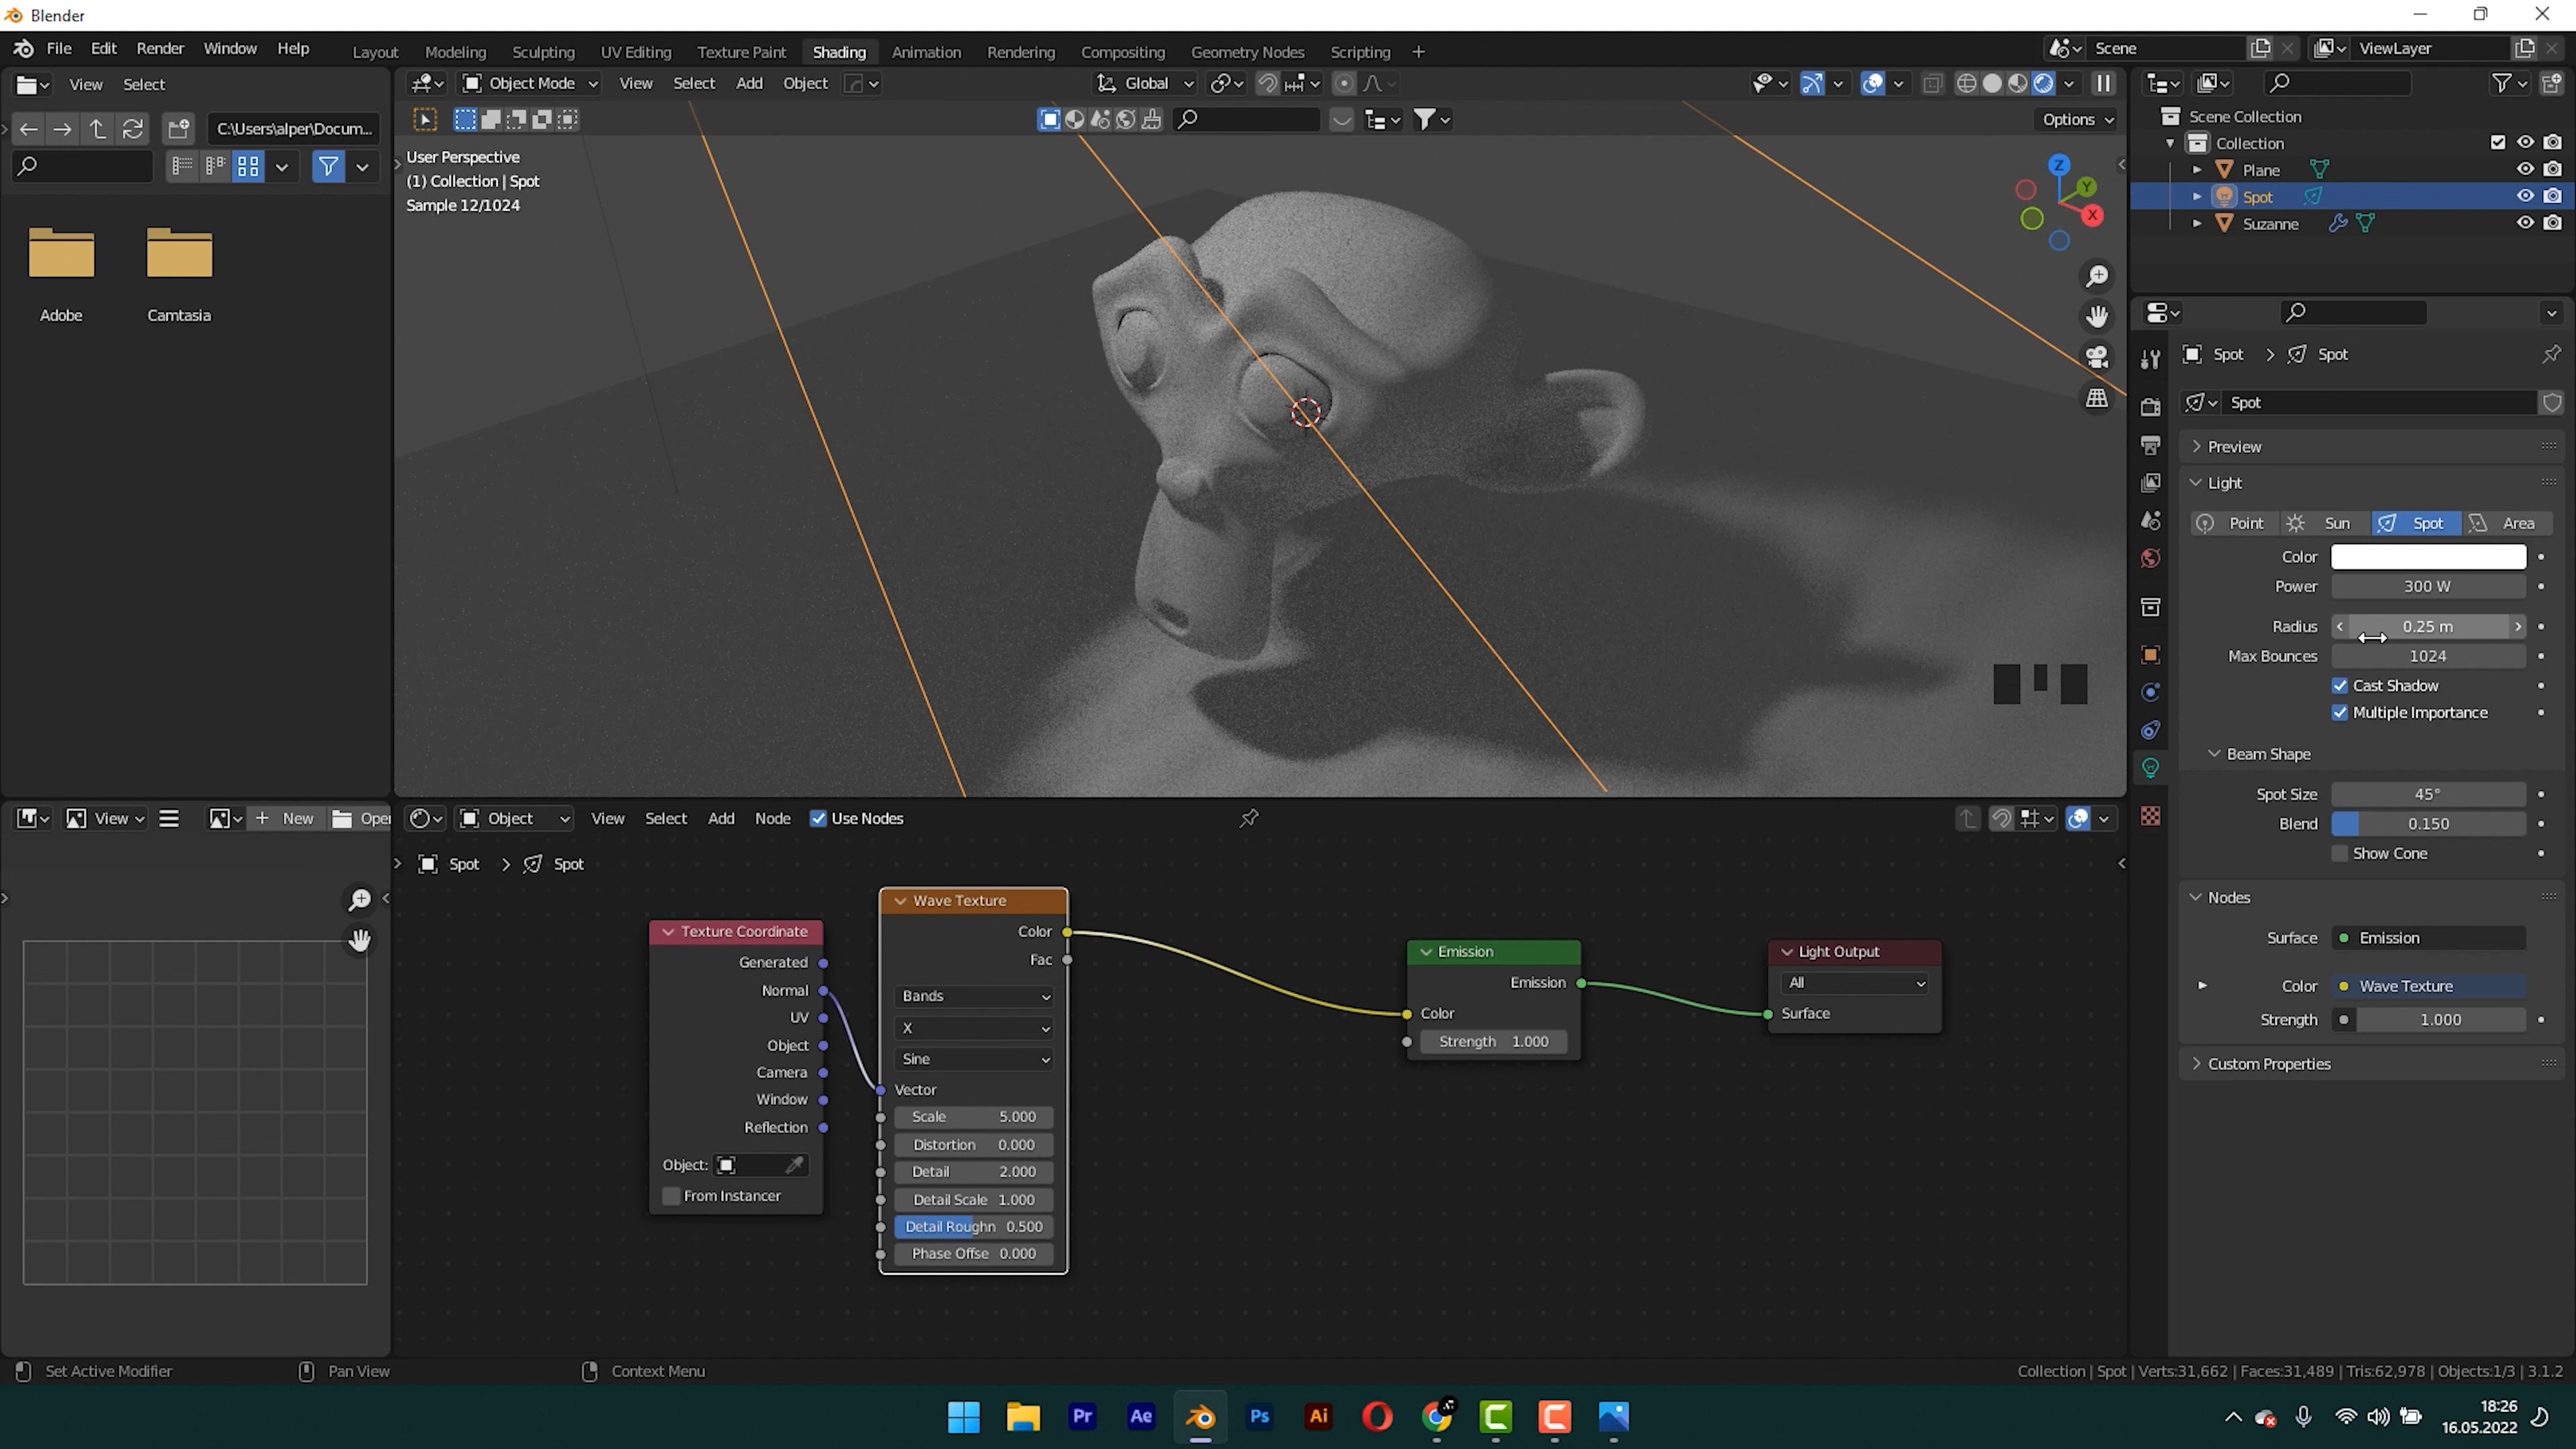 Blender
File Edit Render Window Help
Layout Modeling Sculpting UV Editing Texture Paint Shading Animation Rendering Compositing Geometry Nodes Scripting +
Scene
ViewLayer
View Select
Object Mode View Select Add Object
Global
C:\Users\alper\Docum...
Options
User Perspective
(1) Collection | Spot
Sample 12/1024
Adobe
Camtasia
Z
Y
X
Scene Collection
Collection
Plane
Spot
Suzanne
Spot > Spot
Spot
Preview
Light
Point Sun Spot Area
Color
Power 300 W
Radius 0.25 m
Max Bounces 1024
Cast Shadow
Multiple Importance
Beam Shape
Spot Size 45°
Blend 0.150
Show Cone
Nodes
Surface Emission
Color Wave Texture
Strength 1.000
Custom Properties
View
+ New Oper
Object View Select Add Node Use Nodes
Spot > Spot
Texture Coordinate
Generated
Normal
UV
Object
Camera
Window
Reflection
Object:
From Instancer
Wave Texture
Color
Fac
Bands
X
Sine
Vector
Scale 5.000
Distortion 0.000
Detail 2.000
Detail Scale 1.000
Detail Roughn 0.500
Phase Offse 0.000
Emission
Emission
Color
Strength 1.000
Light Output
All
Surface
Set Active Modifier
Pan View
Context Menu
Collection | Spot | Verts:31,662 | Faces:31,489 | Tris:62,978 | Objects:1/3 | 3.1.2
Pr
Ae
Ps
Ai
18:26
16.05.2022